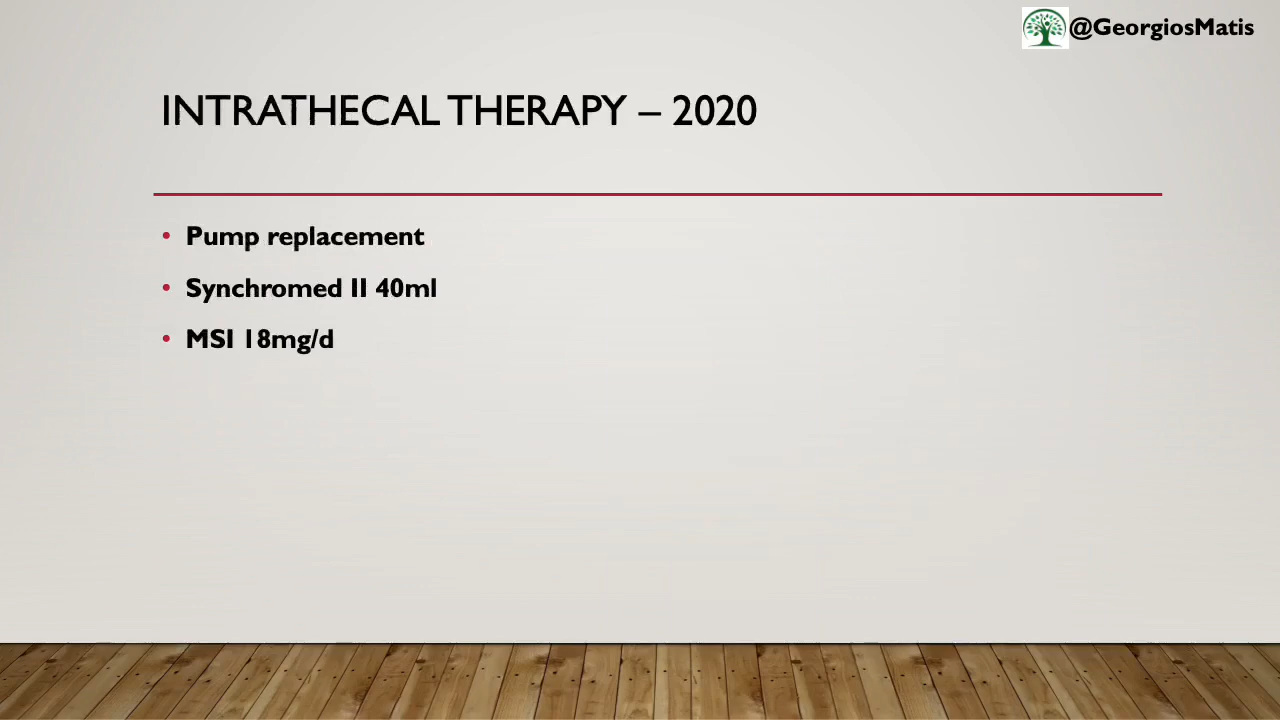 @GeorgiosMatis
INTRATHECAL THERAPY – 2020
• Pump replacement
• Synchromed II 40ml
• MSI 18mg/d